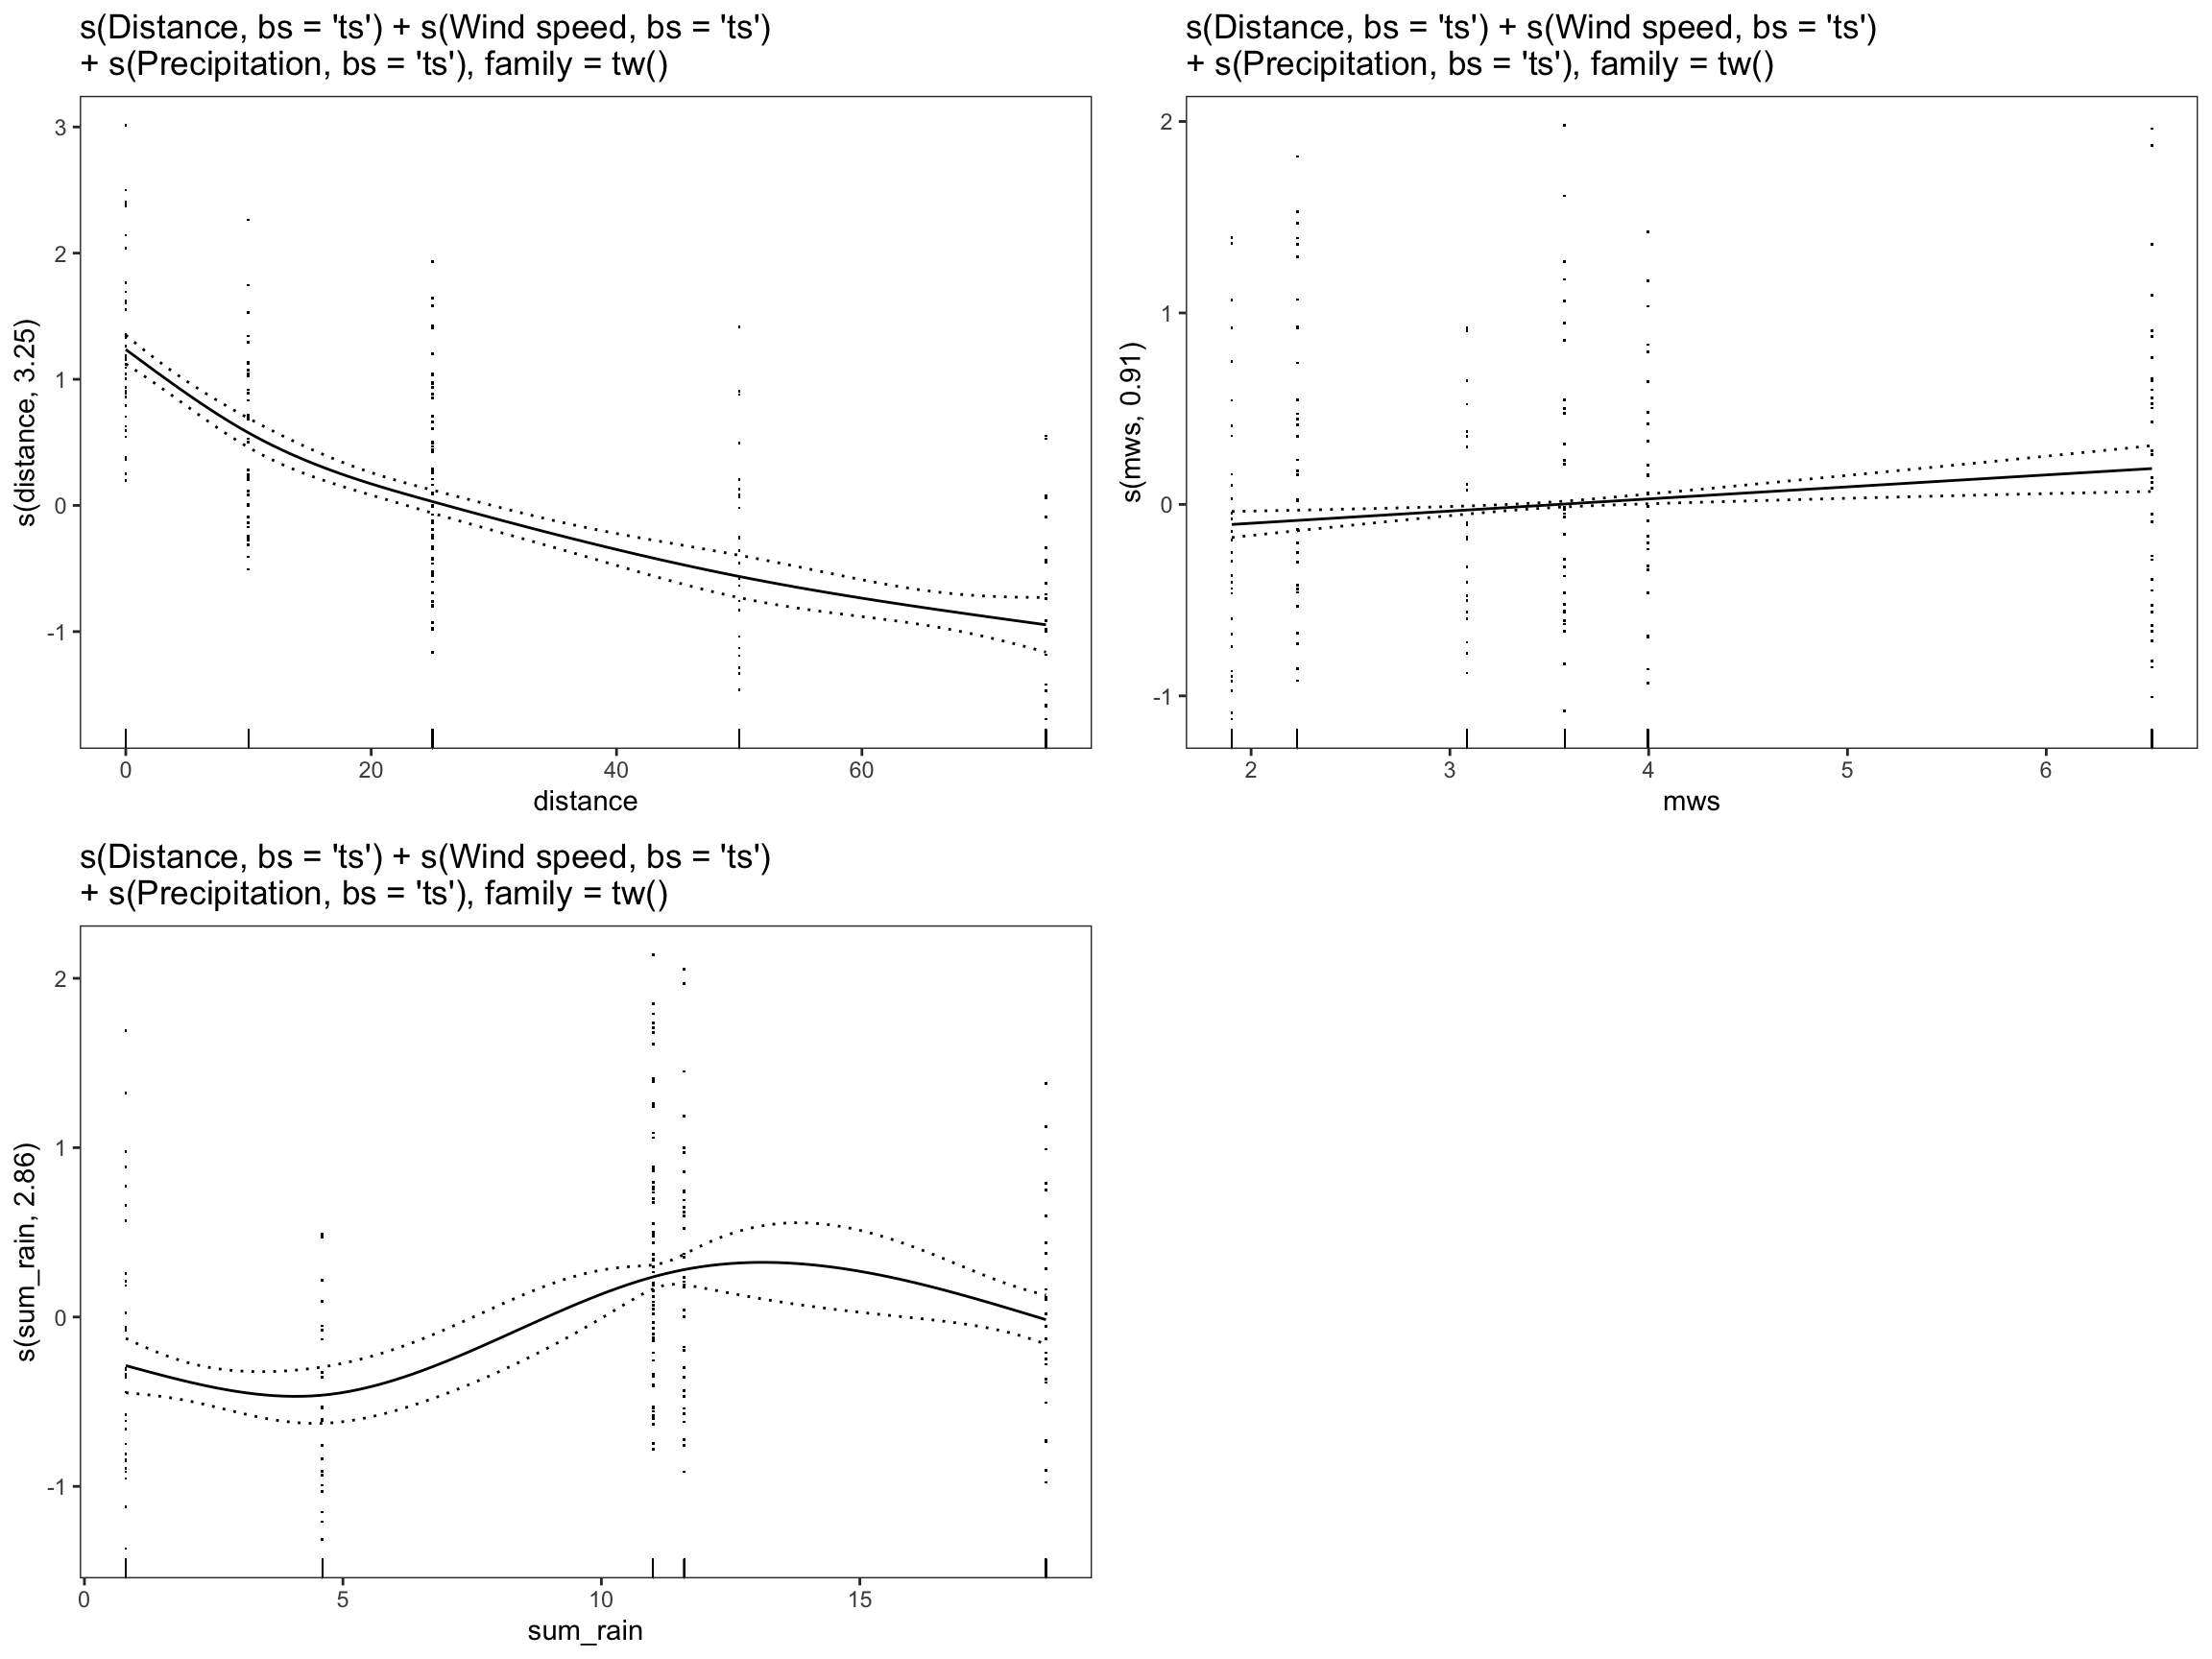 s(Distance, bs = 'ts') + s(Wind speed, bs = 'ts')
+ s(Precipitation, bs = 'ts'), family = tw()
s(distance, 3.25)
3
2
1
0
-1
0
20
40
60
distance
s(Distance, bs = 'ts') + s(Wind speed, bs = 'ts')
+ s(Precipitation, bs = 'ts'), family = tw()
s(mws, 0.91)
2
1
0
-1
2
3
4
5
6
mws
s(Distance, bs = 'ts') + s(Wind speed, bs = 'ts')
+ s(Precipitation, bs = 'ts'), family = tw()
s(sum_rain, 2.86)
2
1
0
-1
0
5
10
15
sum_rain